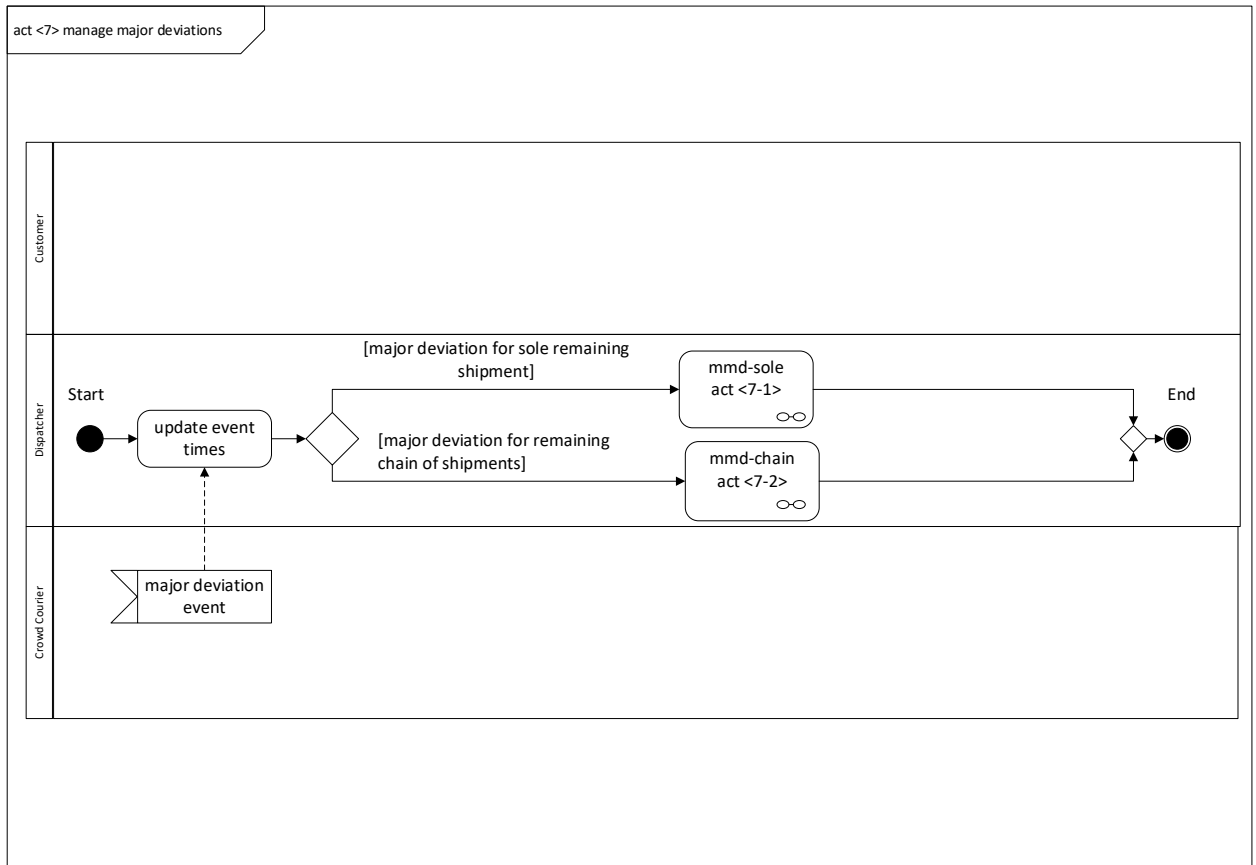 act <7> manage major deviations
Customer
[major deviation for sole remaining
shipment]
mmd-sole
act <7-1>
Start
End
Dispatcher
update event
times
[major deviation for remaining
chain of shipments]
mmd-chain
act <7-2>
Crowd Courier
major deviation
event